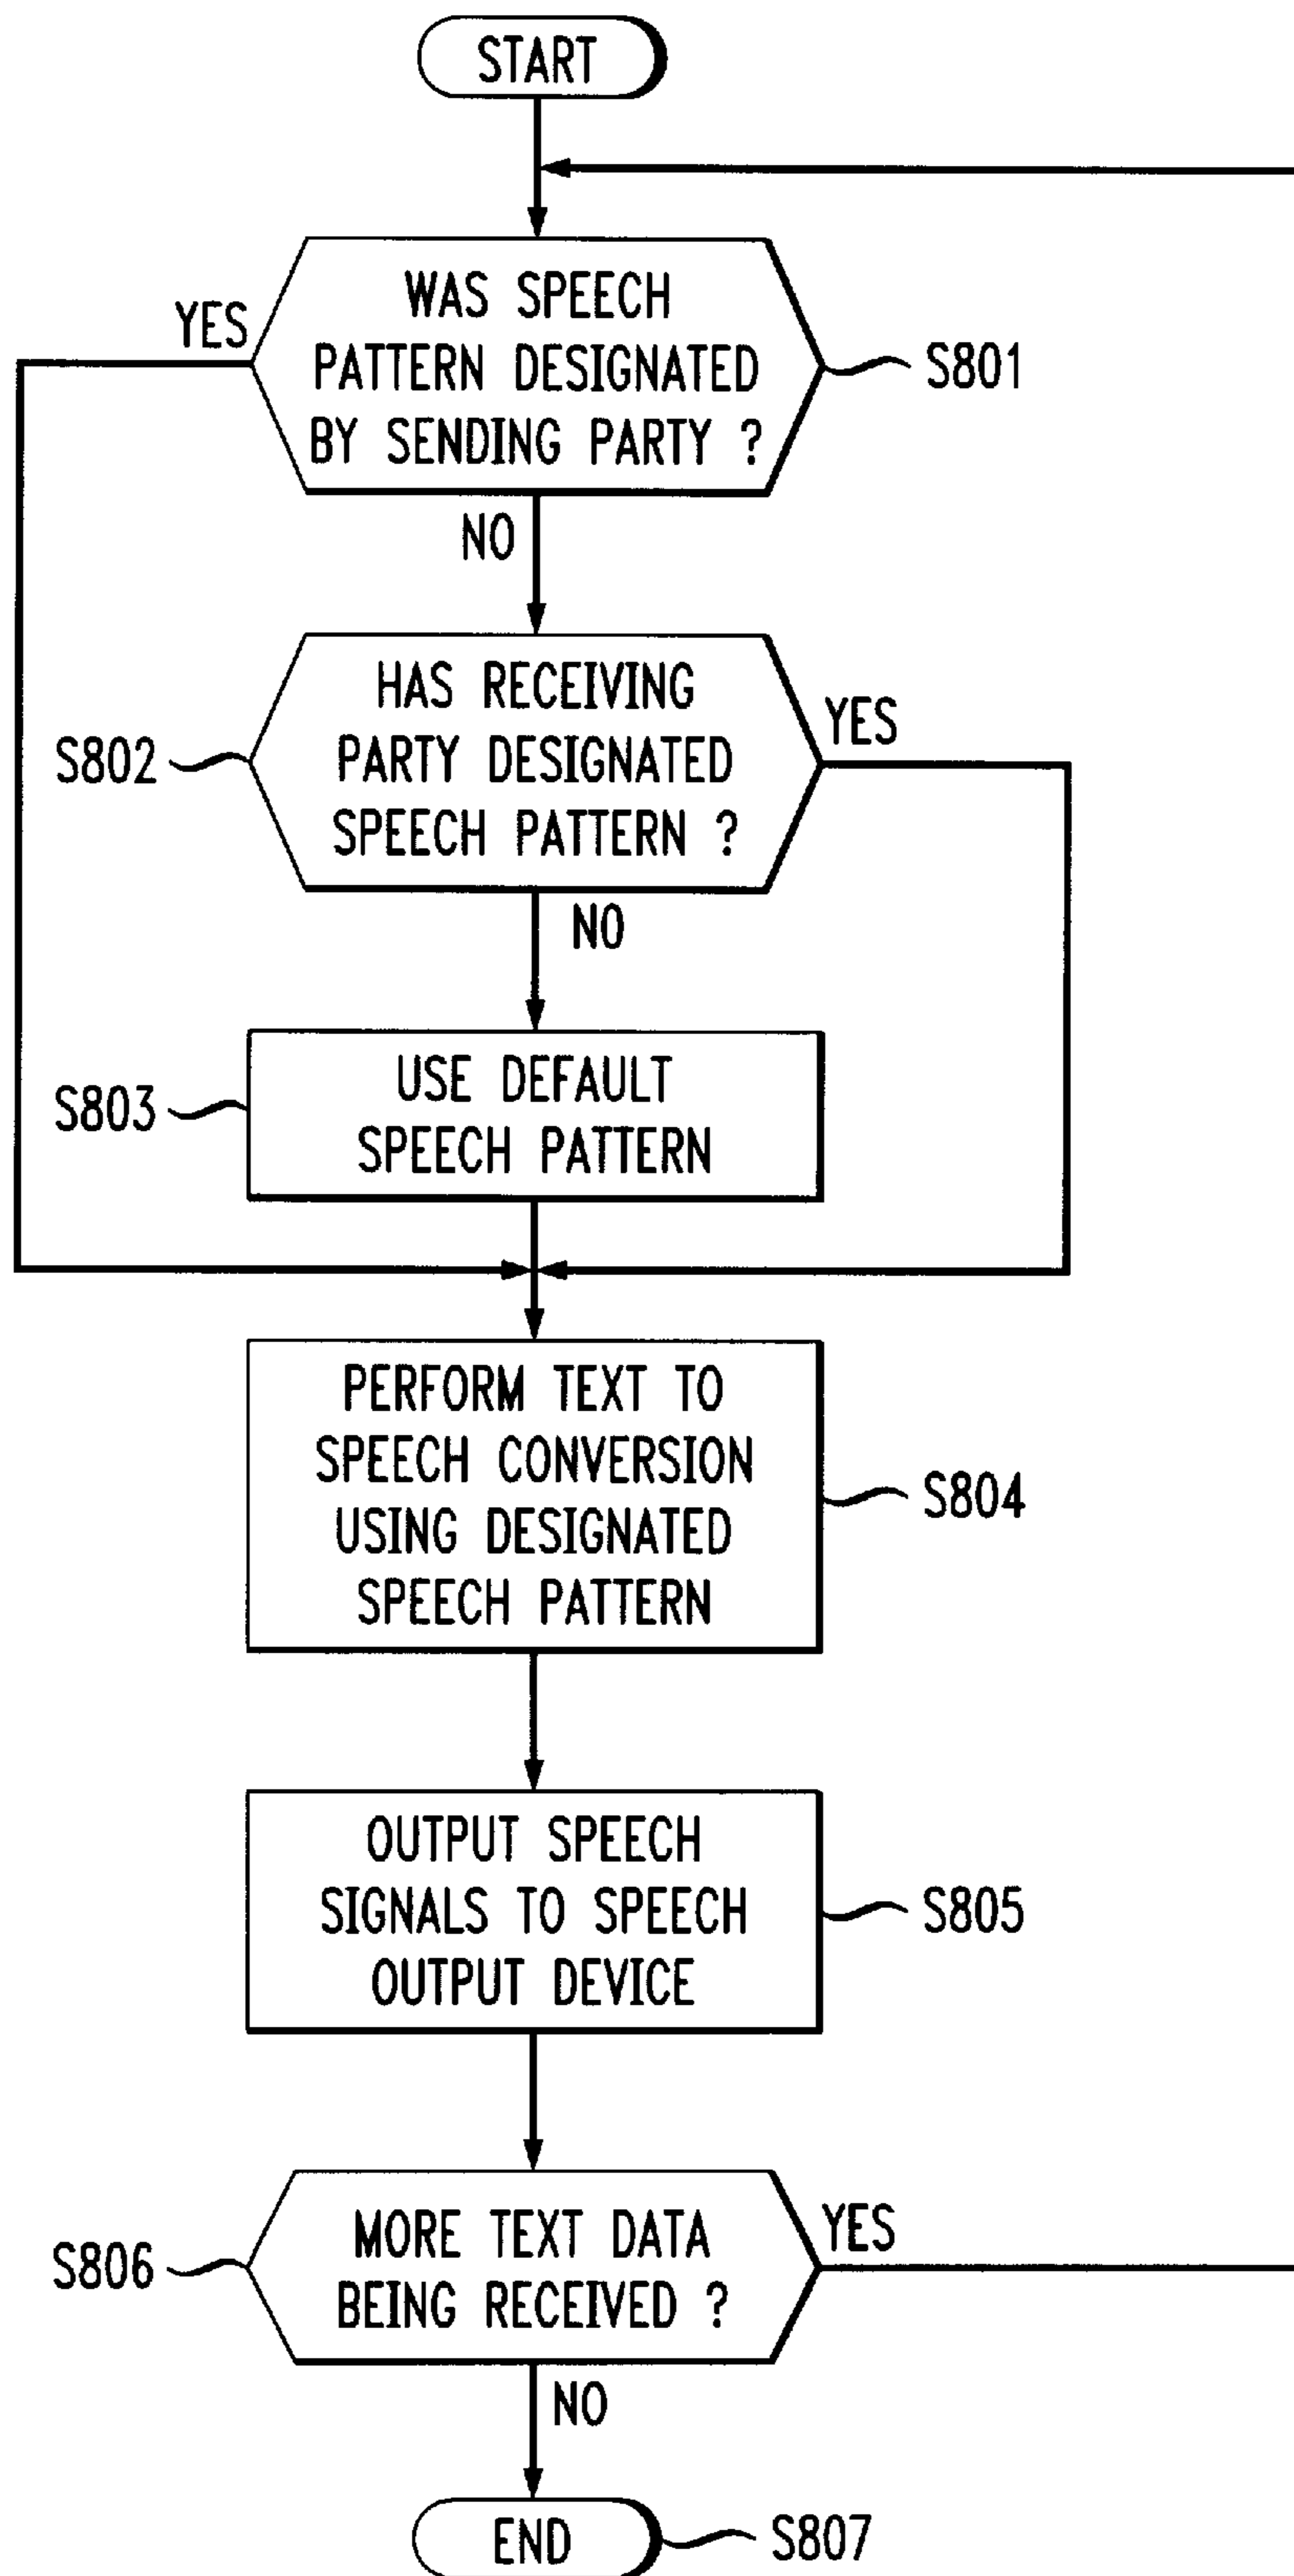 START
WAS SPEECH
PATTERN DESIGNATED
BY SENDING PARTY ?
YES
S801
NO
HAS RECEIVING
PARTY DESIGNATED
SPEECH PATTERN ?
S802
YES
NO
USE DEFAULT
SPEECH PATTERN
S803
PERFORM TEXT TO
SPEECH CONVERSION
USING DESIGNATED
SPEECH PATTERN
S804
OUTPUT SPEECH
SIGNALS TO SPEECH
OUTPUT DEVICE
S805
MORE TEXT DATA
BEING RECEIVED ?
S806
YES
NO
END
S807